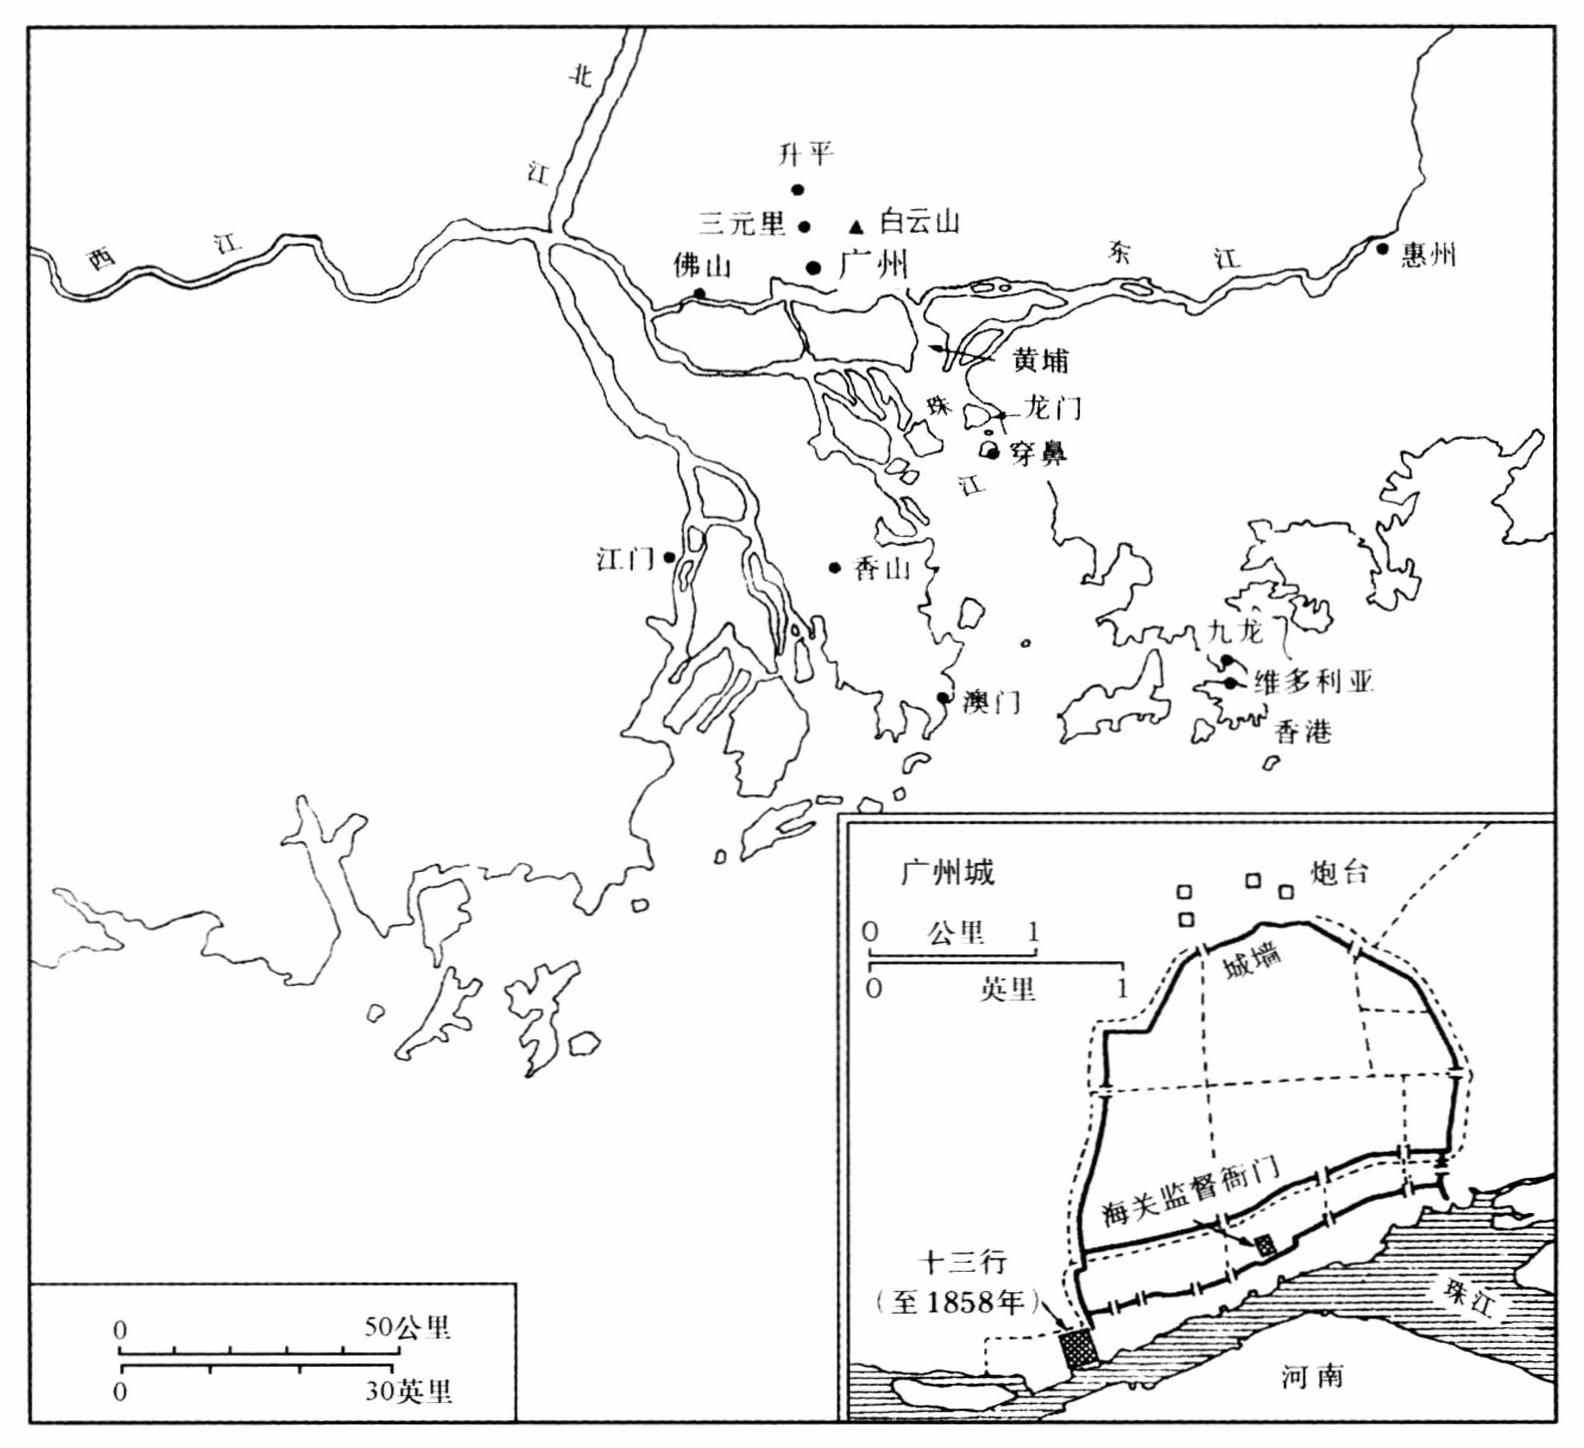 北
江
升平
三元里
白云山
佛山
广州
西
江
东
江
惠州
黄埔
珠
江
龙门
穿鼻
江门
香山
九龙
维多利亚
澳门
香港
广州城
0 公里 1
0 英里 1
炮台
城墙
海关监督衙门
十三行
(至1858年)
珠江
河南
0 50公里
0 30英里